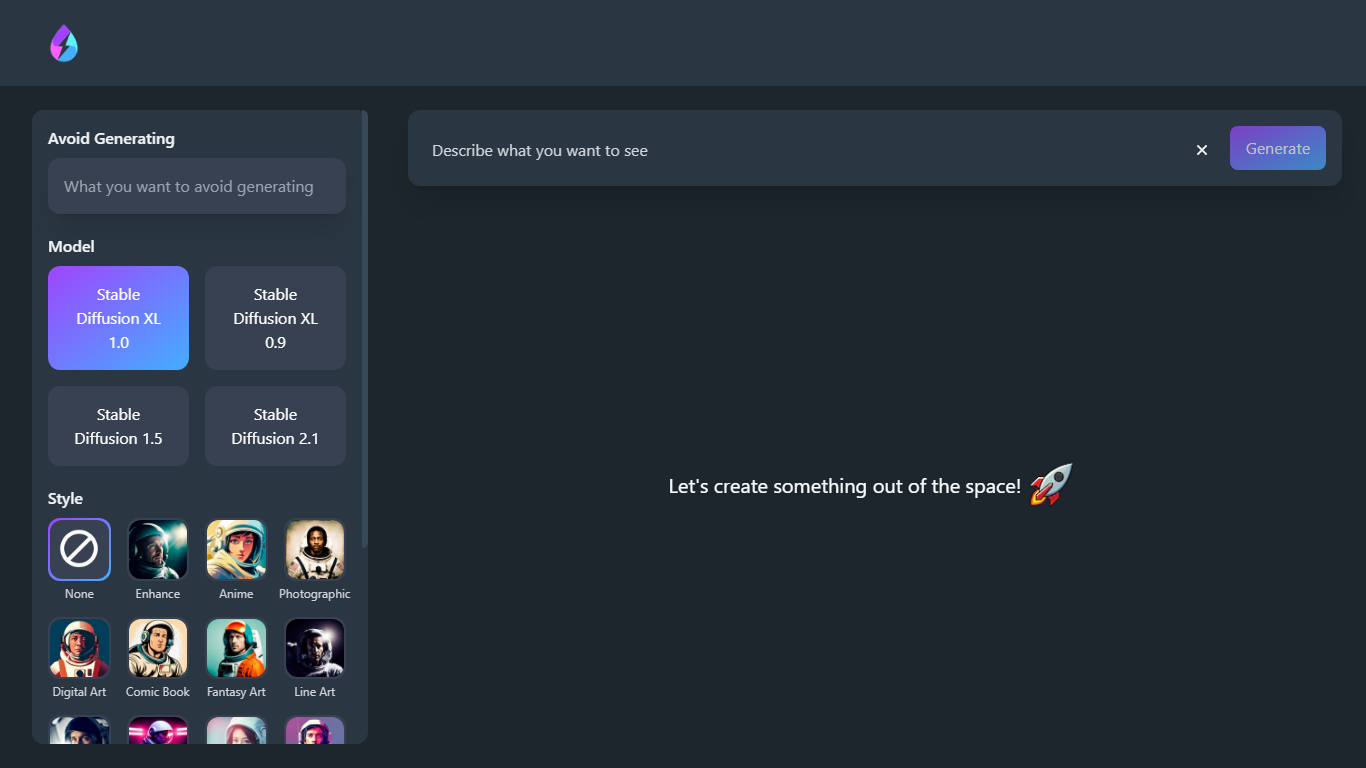 Avoid Generating
What you want to avoid generating
Model
Stable
Diffusion XL
1.0
Stable
Diffusion XL
0.9
Stable
Diffusion 1.5
Stable
Diffusion 2.1
Style
None
Enhance
Anime
Photographic
Digital Art
Comic Book
Fantasy Art
Line Art
Describe what you want to see
Generate
Let's create something out of the space!